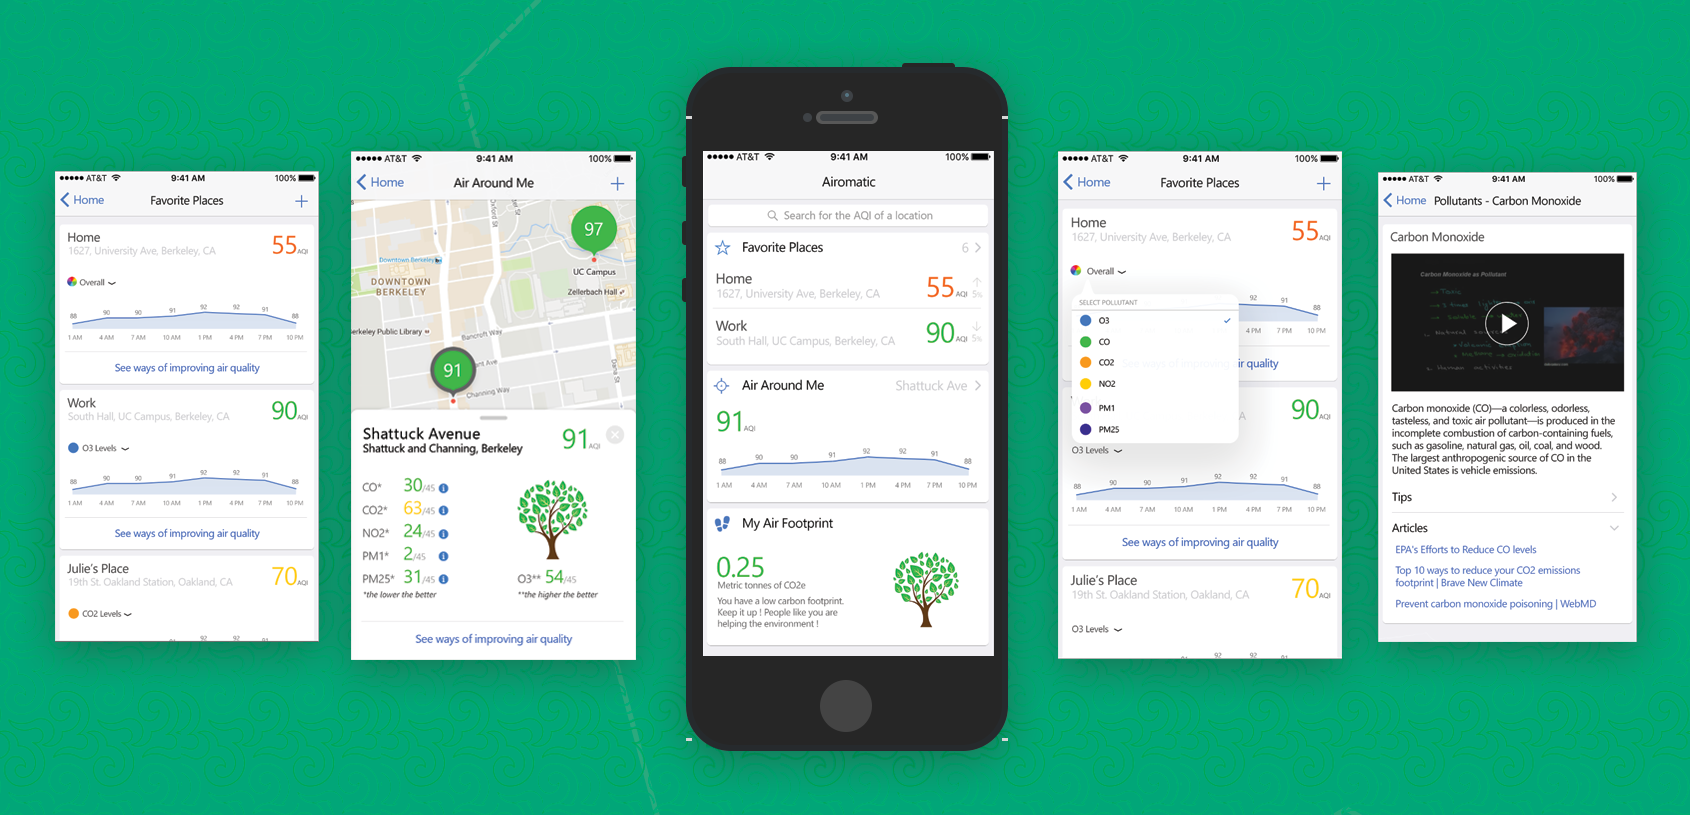 AT&T 9:41 AM 100%
Home Favorite Places +
Home
1627, University Ave, Berkeley, CA
55 AQI
Overall
88 90 90 91 92 92 91 88
1 AM 4 AM 7 AM 10 AM 1 PM 4 PM 7 PM 10 PM
See ways of improving air quality
Work
South Hall, UC Campus, Berkeley, CA
90 AQI
O3 Levels
88 90 90 91 92 92 91 88
1 AM 4 AM 7 AM 10 AM 1 PM 4 PM 7 PM 10 PM
See ways of improving air quality
Julie's Place
19th St. Oakland Station, Oakland, CA
70 AQI
CO2 Levels
92 92
AT&T 9:41 AM 100%
Home Air Around Me +
97
UC Campus
Downtown Berkeley
DOWNTOWN
BERKELEY
Zellerbach Hall
erkeley Public Library
Bancroft Way
ant Ave
91
Channing Way
Dana St
Oxford St
Shattuck Avenue
Shattuck and Channing, Berkeley
91 AQI
CO* 30/45
CO2* 63/45
NO2* 24/45
PM1* 2/45
PM25* 31/45
O3** 54/45
*the lower the better
**the higher the better
See ways of improving air quality
AT&T 9:41 AM 100%
Airomatic
Search for the AQI of a location
Favorite Places 6
Home
1627, University Ave, Berkeley, CA
55 AQI 5%
Work
South Hall, UC Campus, Berkeley, CA
90 AQI 5%
Air Around Me Shattuck Ave
91 AQI
88 90 90 91 92 92 91 88
1 AM 4 AM 7 AM 10 AM 1 PM 4 PM 7 PM 10 PM
My Air Footprint
0.25
Metric tonnes of CO2e
You have a low carbon footprint.
Keep it up ! People like you are
helping the environment !
AT&T 9:41 AM 100%
Home Favorite Places +
Home
1627, University Ave, Berkeley, CA
55 AQI
Overall
SELECT POLLUTANT
O3
CO
CO2
NO2
PM1
PM25
92 91 88
PM 4 PM 7 PM 10 PM
uality
A
90 AQI
O3 Levels
88 90 90 91 92 92 91 88
1 AM 4 AM 7 AM 10 AM 1 PM 4 PM 7 PM 10 PM
See ways of improving air quality
Julie's Place
19th St. Oakland Station, Oakland, CA
70 AQI
O3 Levels
92 92
AT&T 9:41 AM 100%
Home Pollutants - Carbon Monoxide
Carbon Monoxide
Carbon Monoxide as Pollutant
Carbon monoxide (CO)—a colorless, odorless,
tasteless, and toxic air pollutant—is produced in the
incomplete combustion of carbon-containing fuels,
such as gasoline, natural gas, oil, coal, and wood.
The largest anthropogenic source of CO in the
United States is vehicle emissions.
Tips
Articles
EPA's Efforts to Reduce CO levels
Top 10 ways to reduce your CO2 emissions
footprint | Brave New Climate
Prevent carbon monoxide poisoning | WebMD